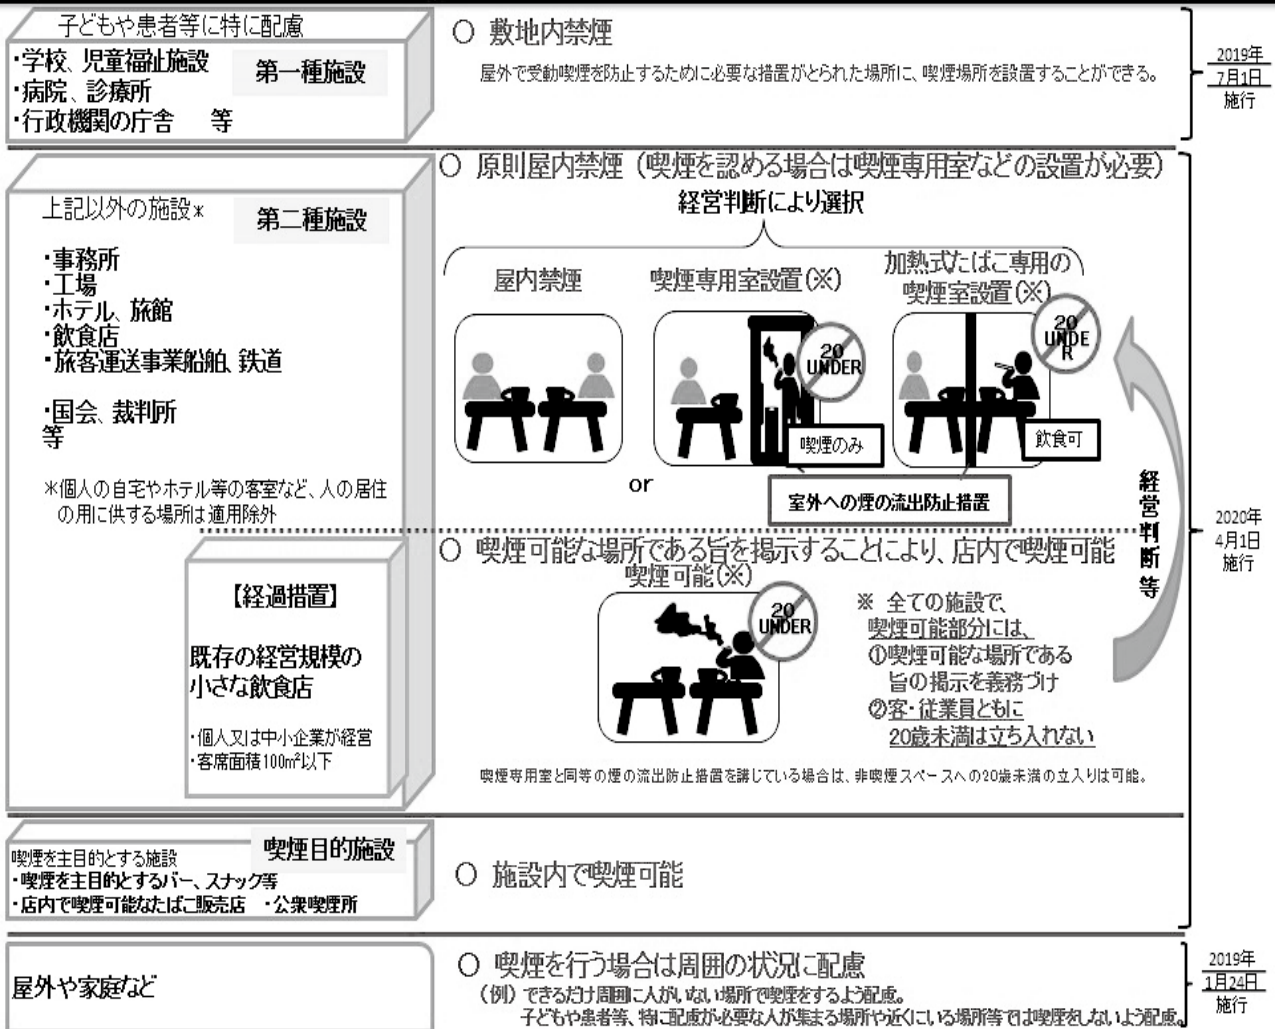 子どもや患者等に特に配慮
・学校、児童福祉施設
・病院、診療所
・行政機関の庁舎　等
第一種施設
○ 敷地内禁煙
屋外で受動喫煙を防止するために必要な措置がとられた場所に、喫煙場所を設置することができる。
2019年
7月1日
施行
上記以外の施設*
第二種施設
・事務所
・工場
・ホテル、旅館
・飲食店
・旅客運送事業船舶、鉄道
・国会、裁判所
等
*個人の自宅やホテル等の客室など、人の居住
の用に供する場所は適用除外
○ 原則屋内禁煙（喫煙を認める場合は喫煙専用室などの設置が必要）
経営判断により選択
屋内禁煙
喫煙専用室設置(※)
加熱式たばこ専用の
喫煙室設置(※)
20
UNDER
20
UNDE
R
喫煙のみ
飲食可
or
室外への煙の流出防止措置
経営判断等
2020年
4月1日
施行
【経過措置】
既存の経営規模の
小さな飲食店
・個人又は中小企業が経営
・客席面積100㎡以下
○ 喫煙可能な場所である旨を掲示することにより、店内で喫煙可能
喫煙可能(※)
20
UNDER
※ 全ての施設で、
喫煙可能部分には、
①喫煙可能な場所である
旨の掲示を義務づけ
②客・従業員ともに
20歳未満は立ち入れない
喫煙専用室と同等の煙の流出防止措置を講じている場合は、非喫煙スペースへの20歳未満の立入りは可能。
喫煙を主目的とする施設
喫煙目的施設
・喫煙を主目的とするバー、スナック等
・店内で喫煙可能なたばこ販売店　・公衆喫煙所
○ 施設内で喫煙可能
屋外や家庭など
○ 喫煙を行う場合は周囲の状況に配慮
（例）できるだけ周囲に人がいない場所で喫煙をするよう配慮。
子どもや患者等、特に配慮が必要な人が集まる場所や近くにいる場所等では喫煙をしないよう配慮。
2019年
1月24日
施行